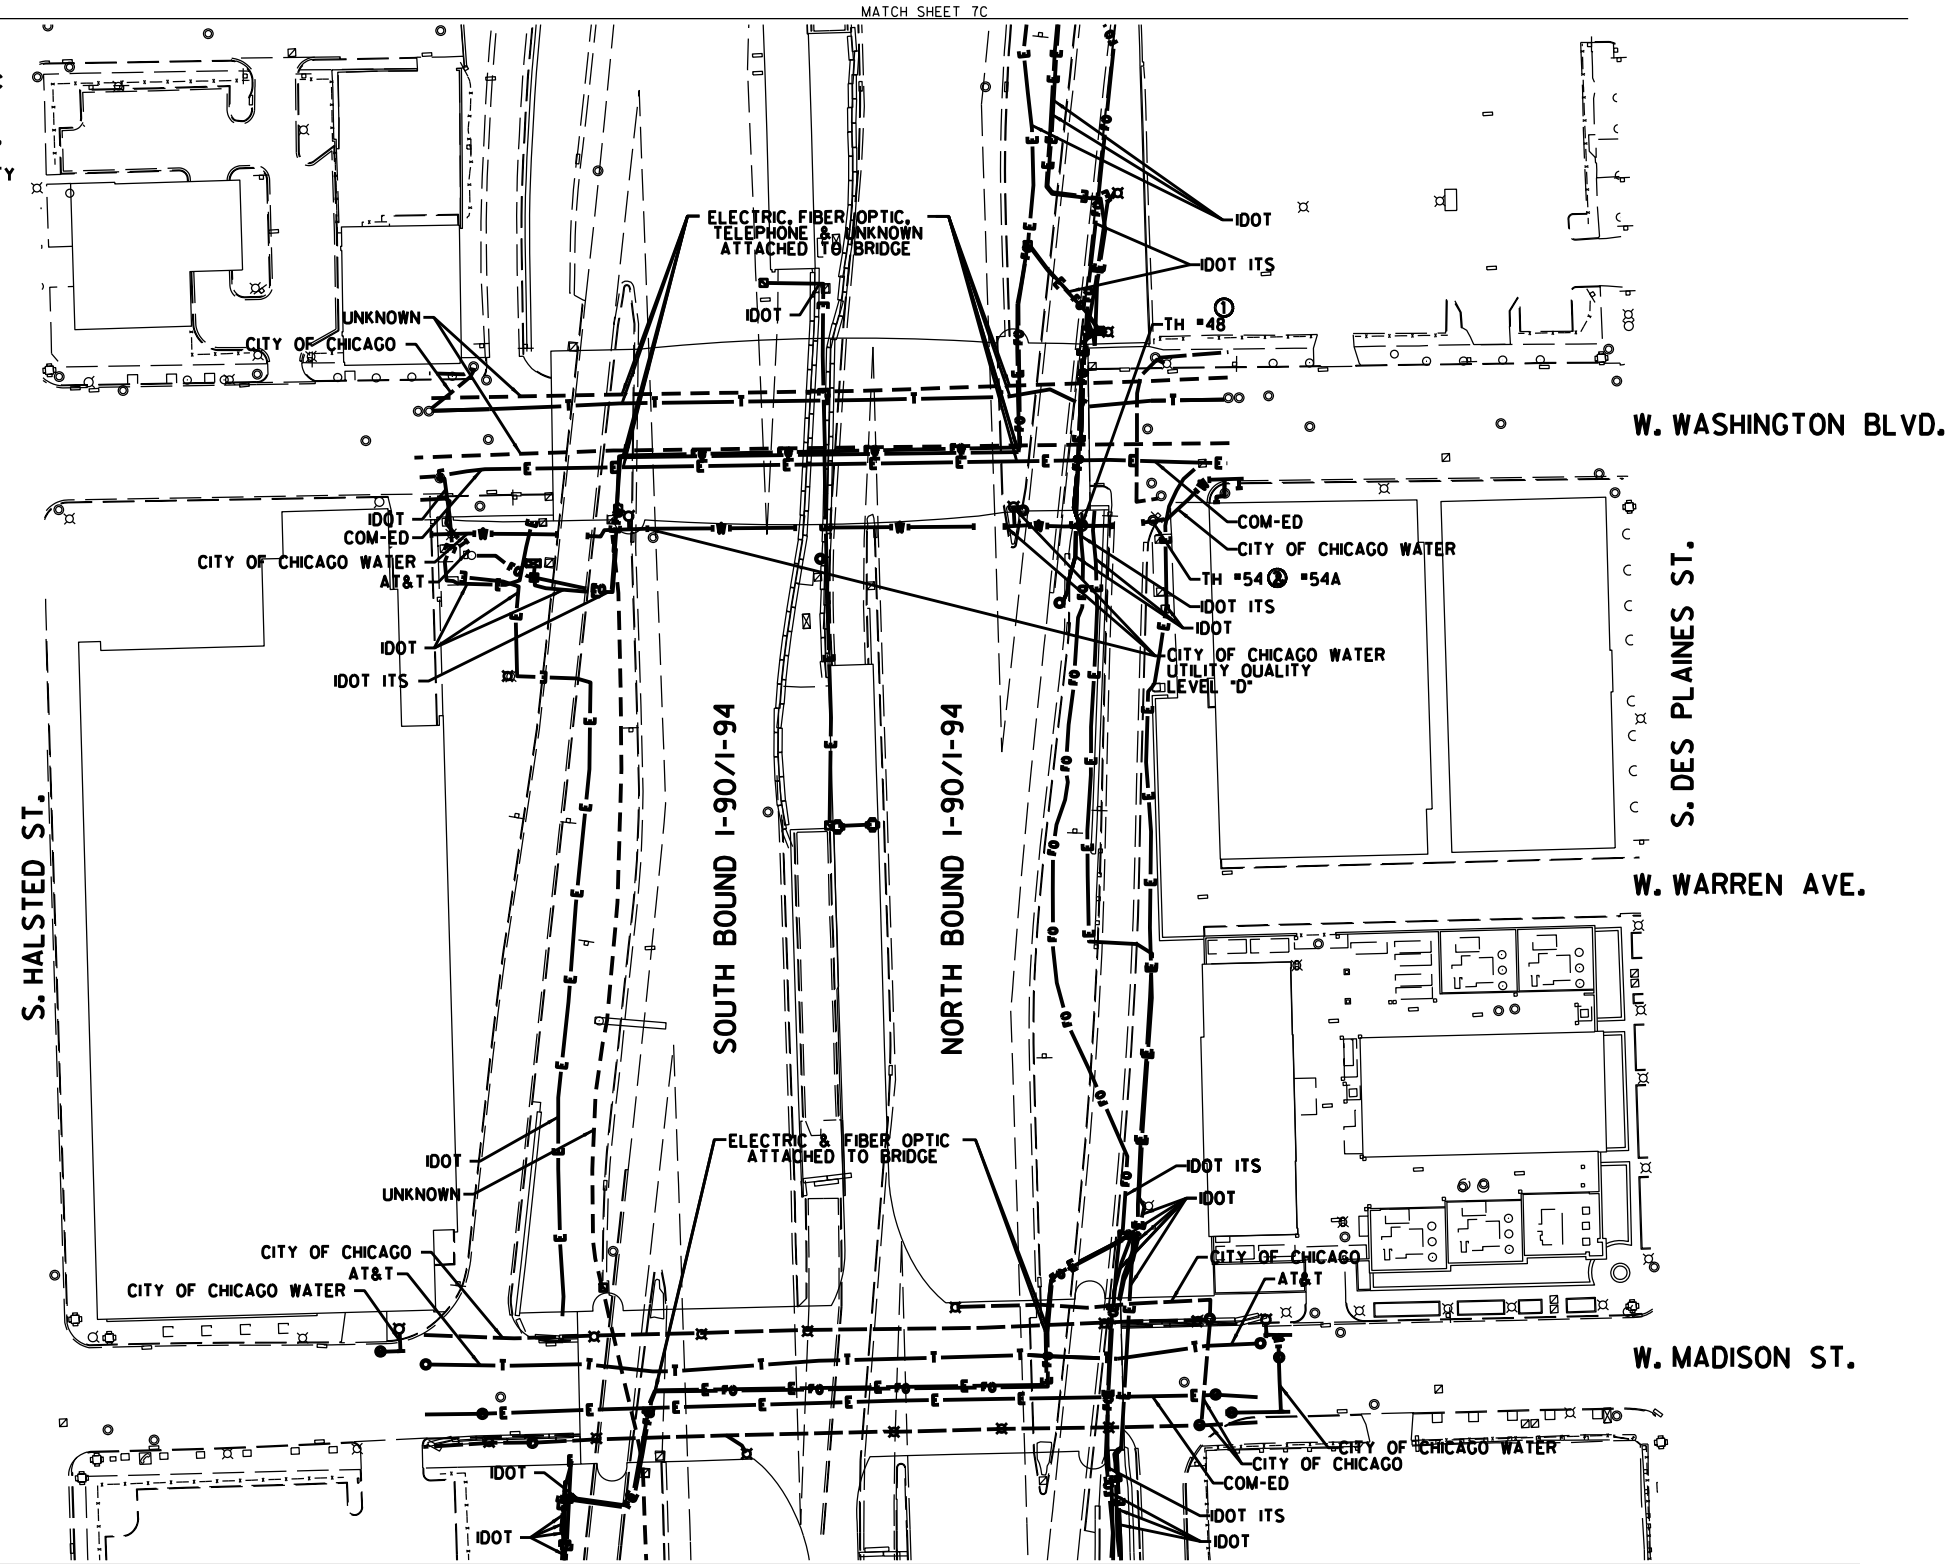 MATCH SHEET 7C
TY
ELECTRIC, FIBER OPTIC,
TELEPHONE & UNKNOWN
ATTACHED TO BRIDGE
IDOT
IDOT ITS
IDOT
1
TH #48
UNKNOWN
CITY OF CHICAGO
W. WASHINGTON BLVD.
IDOT
COM-ED
CITY OF CHICAGO WATER
AT&T
IDOT
IDOT ITS
COM-ED
CITY OF CHICAGO WATER
TH #54 & #54A
2
IDOT ITS
IDOT
CITY OF CHICAGO WATER
UTILITY QUALITY
LEVEL "D"
S. DES PLAINES ST.
S. HALSTED ST.
SOUTH BOUND I-90/I-94
NORTH BOUND I-90/I-94
W. WARREN AVE.
ELECTRIC & FIBER OPTIC
ATTACHED TO BRIDGE
IDOT
UNKNOWN
IDOT ITS
IDOT
CITY OF CHICAGO
AT&T
CITY OF CHICAGO WATER
CITY OF CHICAGO
AT&T
W. MADISON ST.
CITY OF CHICAGO WATER
CITY OF CHICAGO
COM-ED
IDOT
IDOT
IDOT ITS
IDOT